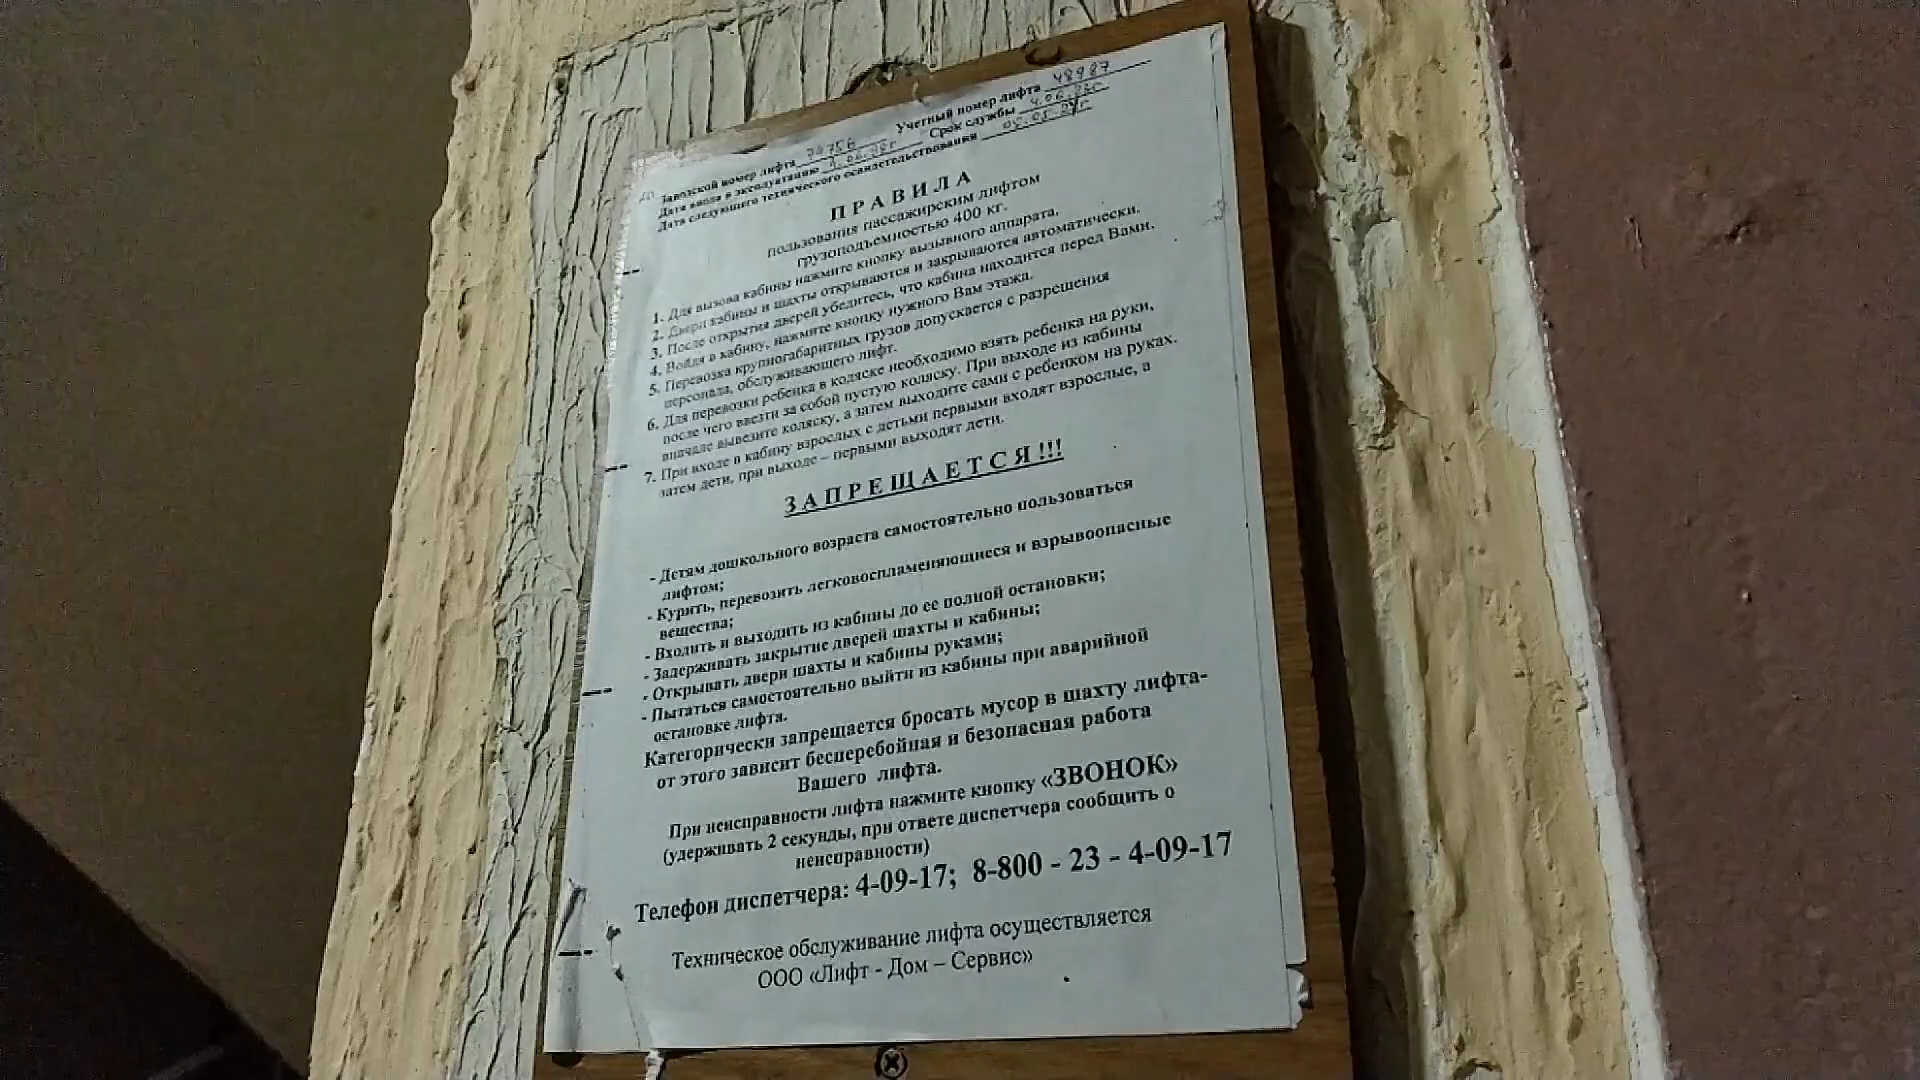 Заводской номер лифта 79756 Учетный номер лифта 48987
Дата ввода в эксплуатацию Срок службы
Дата следующего технического освидетельствования
ПРАВИЛА
пользования пассажирским лифтом
грузоподъемностью 400 кг.
1. Для вызова кабины нажмите кнопку вызывного аппарата.
2. Двери кабины и шахты открываются и закрываются автоматически.
3. После открытия дверей убедитесь, что кабина находится перед Вами.
4. Войдя в кабину, нажмите кнопку нужного Вам этажа.
5. Перевозка крупногабаритных грузов допускается с разрешения
персонала, обслуживающего лифт.
6. Для перевозки ребенка в коляске необходимо взять ребенка на руки,
после чего ввезти за собой пустую коляску. При выходе из кабины
вначале вывезите коляску, а затем выходите сами с ребенком на руках.
7. При входе в кабину взрослых с детьми первыми входят взрослые, а
затем дети, при выходе – первыми выходят дети.
ЗАПРЕЩАЕТСЯ!!!
- Детям дошкольного возраста самостоятельно пользоваться
лифтом;
- Курить, перевозить легковоспламеняющиеся и взрывоопасные
вещества;
- Входить и выходить из кабины до ее полной остановки;
- Задерживать закрытие дверей шахты и кабины;
- Открывать двери шахты и кабины руками;
- Пытаться самостоятельно выйти из кабины при аварийной
остановке лифта.
Категорически запрещается бросать мусор в шахту лифта-
от этого зависит бесперебойная и безопасная работа
Вашего лифта.
При неисправности лифта нажмите кнопку «ЗВОНОК»
(удерживать 2 секунды, при ответе диспетчера сообщить о
неисправности)
Телефон диспетчера: 4-09-17; 8-800 - 23 - 4-09-17
Техническое обслуживание лифта осуществляется
ООО «Лифт - Дом – Сервис»